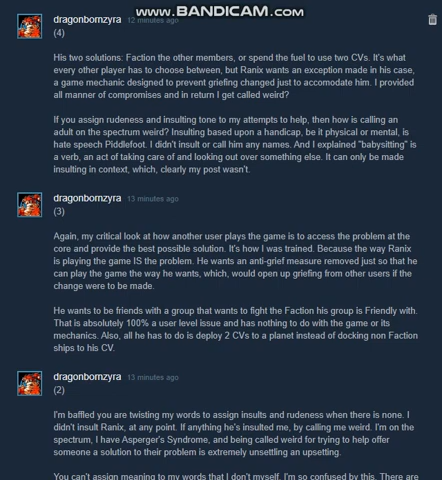 www.BANDICAM.com
dragonbornzyra 12 minutes ago
(4)
His two solutions: Faction the other members, or spend the fuel to use two CVs. It's what
every other player has to choose between, but Ranix wants an exception made in his case,
a game mechanic designed to prevent griefing changed just to accomodate him. I provided
all manner of compromises and in return I get called weird?
If you assign rudeness and insulting tone to my attempts to help, then how is calling an
adult on the spectrum weird? Insulting based upon a handicap, be it physical or mental, is
hate speech PIddlefoot. I didn't insult or call him any names. And I explained "babysitting" is
a verb, an act of taking care of and looking out over something else. It can only be made
insulting in context, which, clearly my post wasn't.
dragonbornzyra 13 minutes ago
(3)
Again, my critical look at how another user plays the game is to access the problem at the
core and provide the best possible solution. It's how I was trained. Because the way Ranix
is playing the game IS the problem. He wants an anti-grief measure removed just so that he
can play the game the way he wants, which, would open up griefing from other users if the
change were to be made.
He wants to be friends with a group that wants to fight the Faction his group is Friendly with.
That is absolutely 100% a user level issue and has nothing to do with the game or its
mechanics. Also, all he has to do is deploy 2 CVs to a planet instead of docking non Faction
ships to his CV.
dragonbornzyra 13 minutes ago
(2)
I'm baffled you are twisting my words to assign insults and rudeness when there is none. I
didn't insult Ranix, at any point. If anything he's insulted me, by calling me weird. I'm on the
spectrum, I have Asperger's Syndrome, and being called weird for trying to help offer
someone a solution to their problem is extremely unsettling an upsetting.
You can't assign meaning to my words that I don't myself. I'm so confused by this. There are